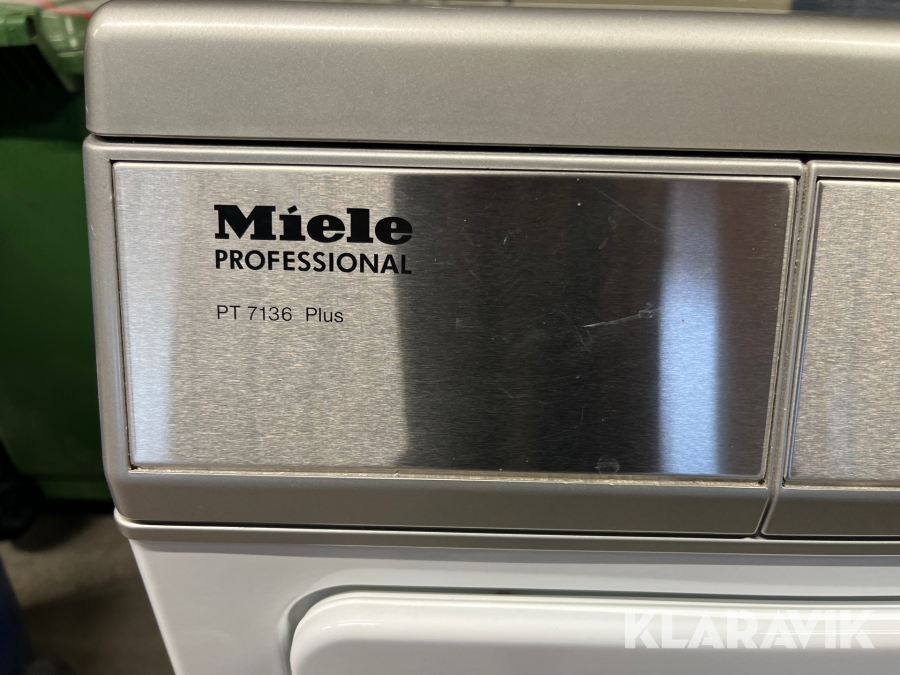 Miele
PROFESSIONAL
PT 7136 Plus
KLARAVIK